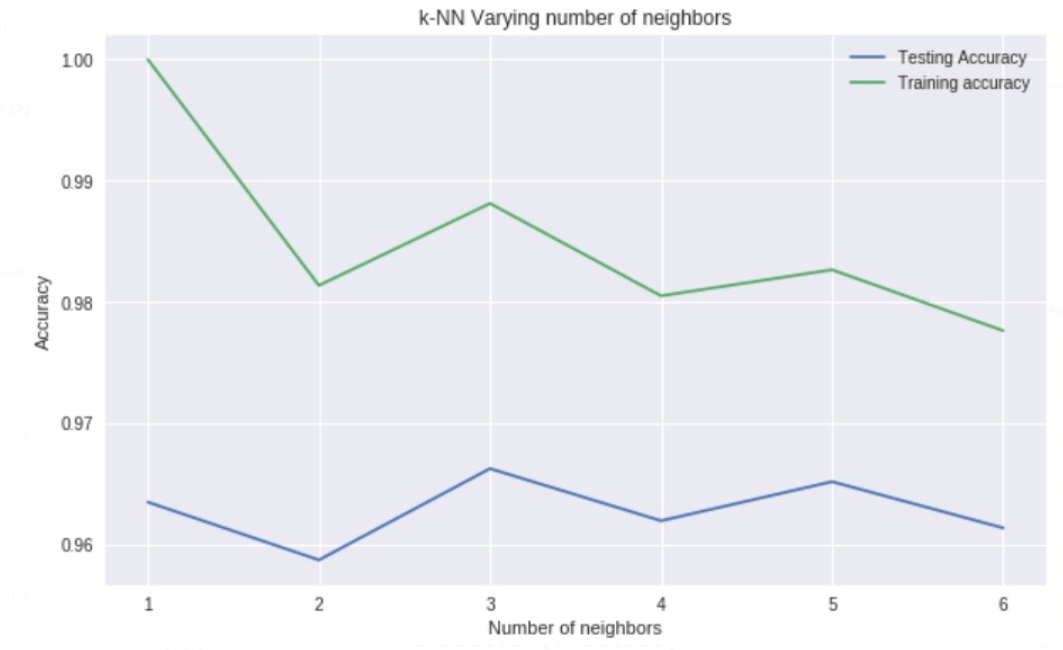 k-NN Varying number of neighbors
Testing Accuracy
Training accuracy
1.00
0.99
0.98
0.97
0.96
Accuracy
1 2 3 4 5 6
Number of neighbors